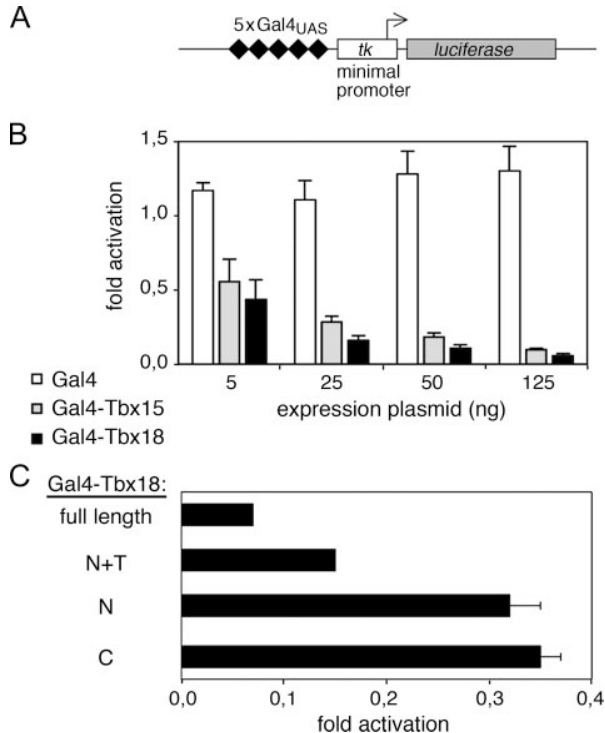 A
5xGal4UAS
tk
luciferase
minimal
promoter
B
fold activation
1,5
1,0
0,5
0,0
5 25 50 125
expression plasmid (ng)
Gal4
Gal4-Tbx15
Gal4-Tbx18
C
Gal4-Tbx18:
full length
N+T
N
C
0,0 0,1 0,2 0,3 0,4
fold activation